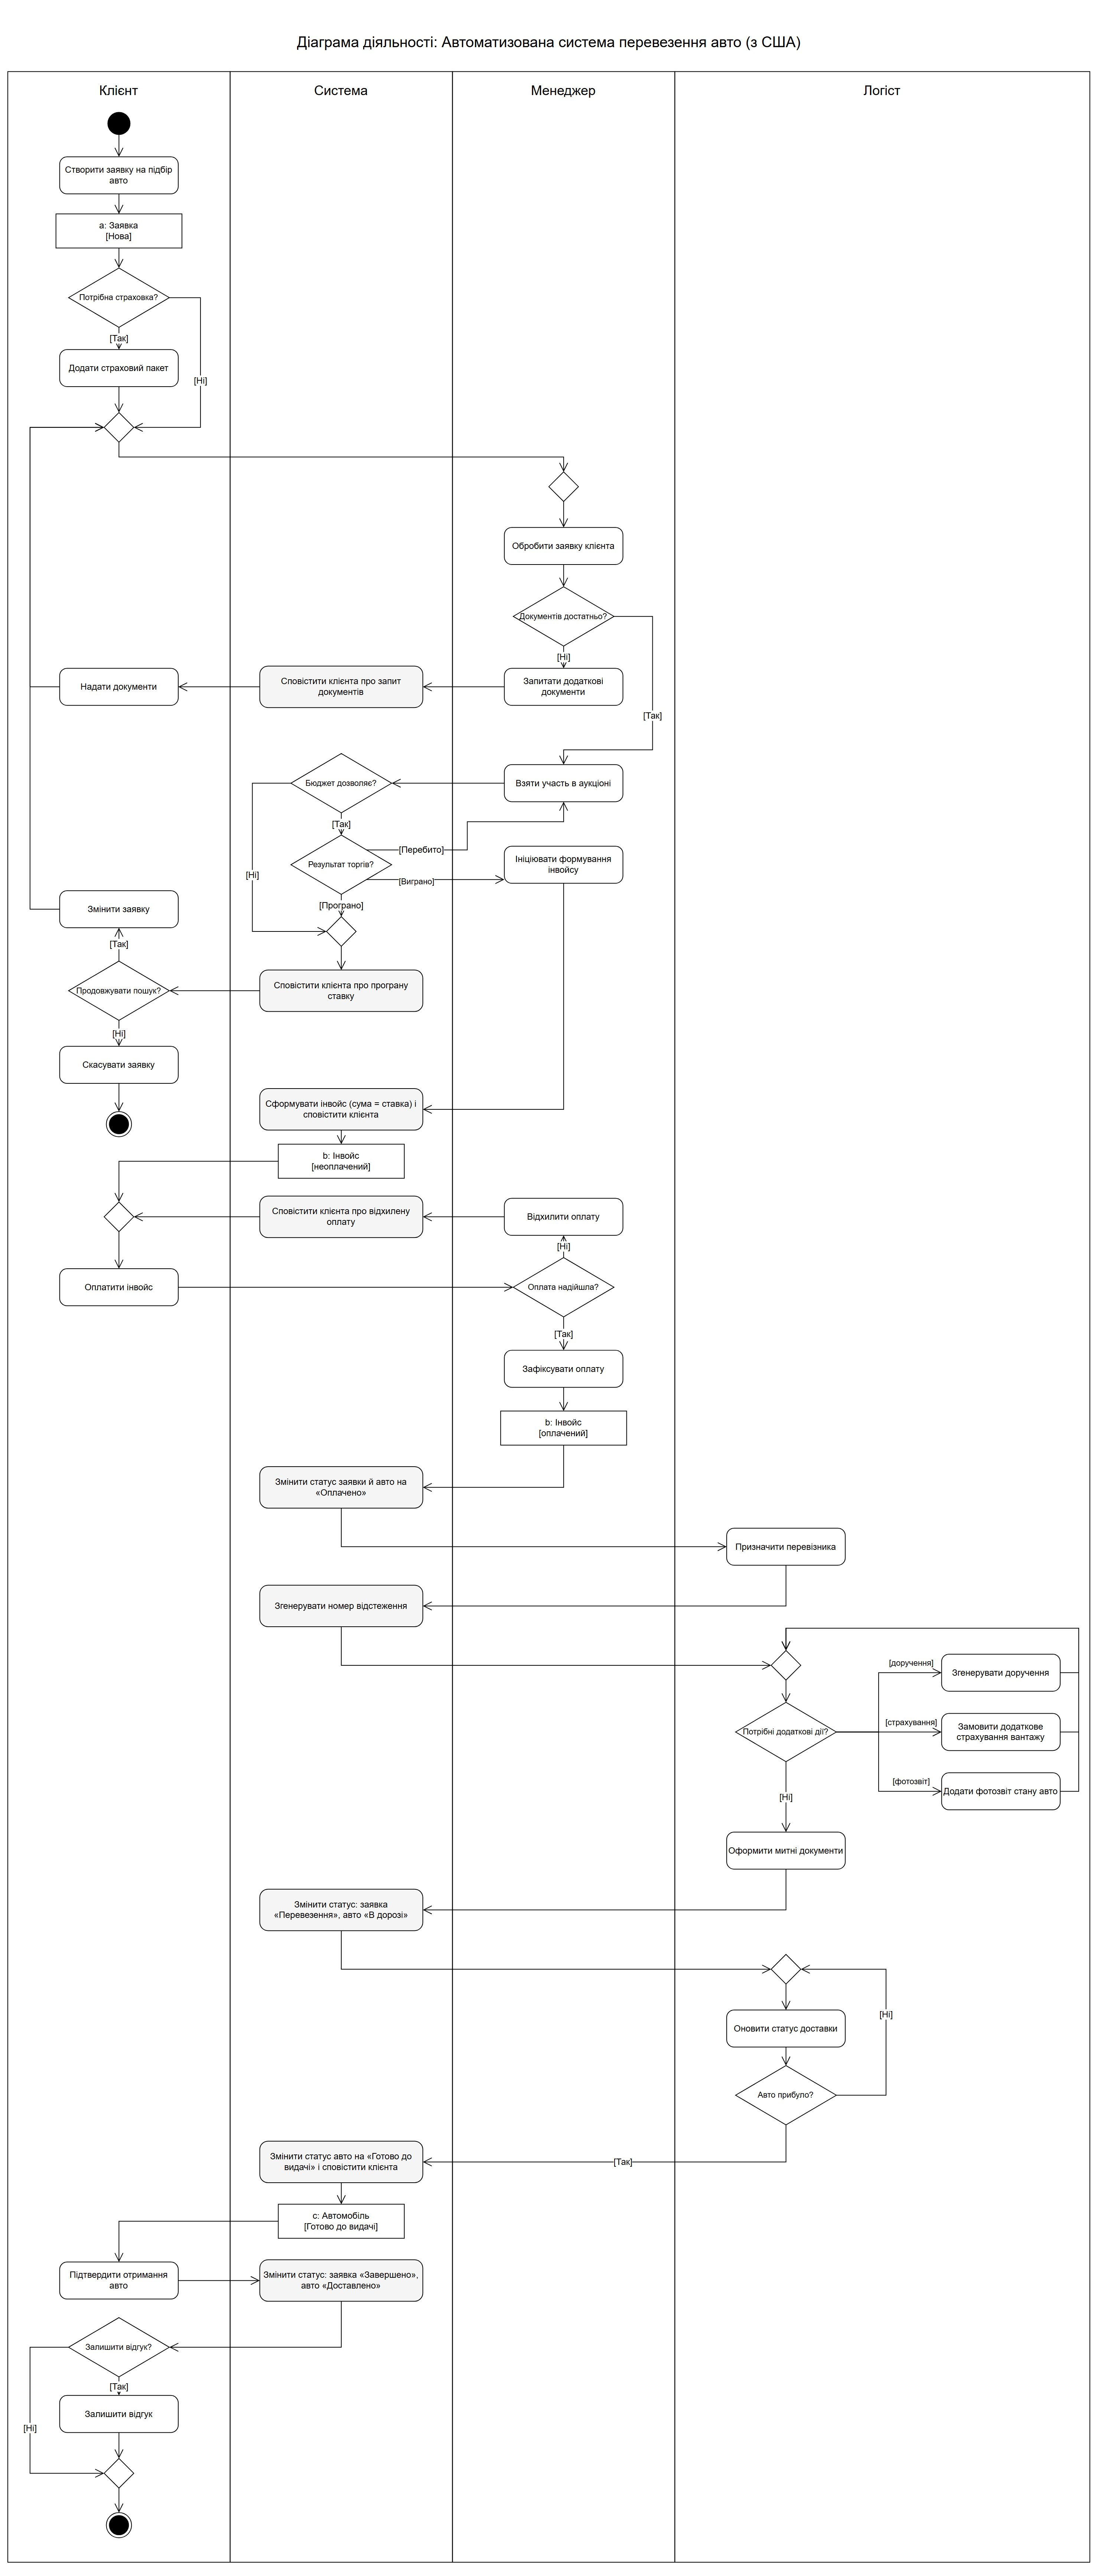 Діаграма діяльності: Автоматизована система перевезення авто (з США)
Клієнт
Система
Менеджер
Логіст
Створити заявку на підбір
авто
a: Заявка
[Нова]
Потрібна страховка?
[Так]
Додати страховий пакет
[Ні]
Обробити заявку клієнта
Документів достатньо?
[Ні]
Надати документи
Сповістити клієнта про запит
документів
Запитати додаткові
документи
[Так]
Бюджет дозволяє?
Взяти участь в аукціоні
[Так]
[Перебито]
Результат торгів?
Ініціювати формування
інвойсу
[Ні]
[Виграно]
[Програно]
Змінити заявку
[Так]
Продовжувати пошук?
Сповістити клієнта про програну
ставку
[Ні]
Скасувати заявку
Сформувати інвойс (сума = ставка) і
сповістити клієнта
b: Інвойс
[неоплачений]
Сповістити клієнта про відхилену
оплату
Відхилити оплату
[Ні]
Оплатити інвойс
Оплата надійшла?
[Так]
Зафіксувати оплату
b: Інвойс
[оплачений]
Змінити статус заявки й авто на
«Оплачено»
Призначити перевізника
Згенерувати номер відстеження
[доручення]
Згенерувати доручення
Потрібні додаткові дії?
[страхування]
Замовити додаткове
страхування вантажу
[фотозвіт]
Додати фотозвіт стану авто
[Ні]
Оформити митні документи
Змінити статус: заявка
«Перевезення», авто «В дорозі»
[Ні]
Оновити статус доставки
Авто прибуло?
Змінити статус авто на «Готово до
видачі» і сповістити клієнта
[Так]
c: Автомобіль
[Готово до видачі]
Підтвердити отримання
авто
Змінити статус: заявка «Завершено»,
авто «Доставлено»
Залишити відгук?
[Так]
Залишити відгук
[Ні]